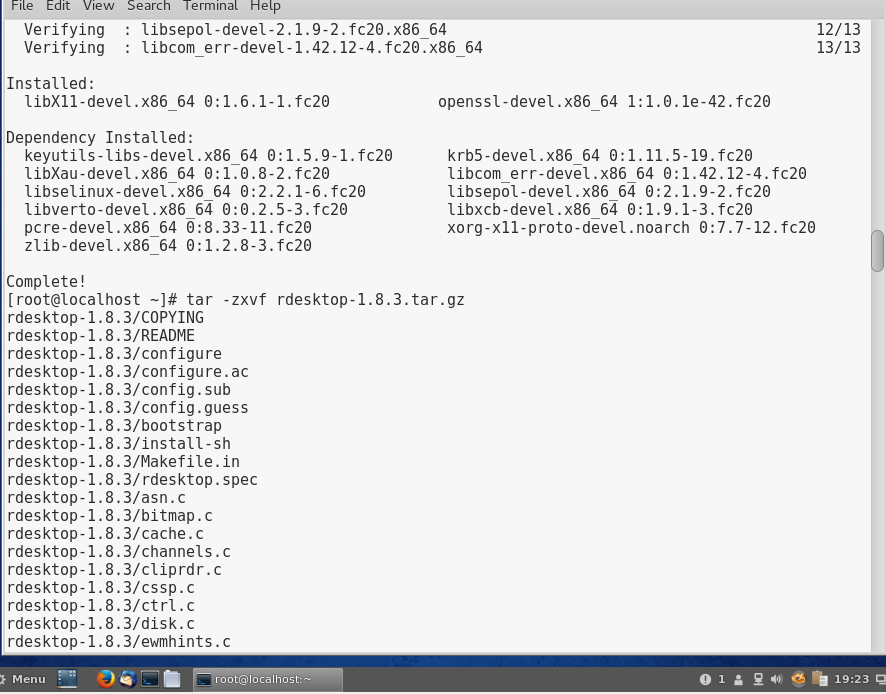 File Edit View Search Terminal Help
  Verifying  : libsepol-devel-2.1.9-2.fc20.x86_64                                         12/13
  Verifying  : libcom_err-devel-1.42.12-4.fc20.x86_64                                     13/13
Installed:
  libX11-devel.x86_64 0:1.6.1-1.fc20            openssl-devel.x86_64 1:1.0.1e-42.fc20
Dependency Installed:
  keyutils-libs-devel.x86_64 0:1.5.9-1.fc20      krb5-devel.x86_64 0:1.11.5-19.fc20
  libXau-devel.x86_64 0:1.0.8-2.fc20             libcom_err-devel.x86_64 0:1.42.12-4.fc20
  libselinux-devel.x86_64 0:2.2.1-6.fc20         libsepol-devel.x86_64 0:2.1.9-2.fc20
  libverto-devel.x86_64 0:0.2.5-3.fc20           libxcb-devel.x86_64 0:1.9.1-3.fc20
  pcre-devel.x86_64 0:8.33-11.fc20               xorg-x11-proto-devel.noarch 0:7.7-12.fc20
  zlib-devel.x86_64 0:1.2.8-3.fc20
Complete!
[root@localhost ~]# tar -zxvf rdesktop-1.8.3.tar.gz
rdesktop-1.8.3/COPYING
rdesktop-1.8.3/README
rdesktop-1.8.3/configure
rdesktop-1.8.3/configure.ac
rdesktop-1.8.3/config.sub
rdesktop-1.8.3/config.guess
rdesktop-1.8.3/bootstrap
rdesktop-1.8.3/install-sh
rdesktop-1.8.3/Makefile.in
rdesktop-1.8.3/rdesktop.spec
rdesktop-1.8.3/asn.c
rdesktop-1.8.3/bitmap.c
rdesktop-1.8.3/cache.c
rdesktop-1.8.3/channels.c
rdesktop-1.8.3/cliprdr.c
rdesktop-1.8.3/cssp.c
rdesktop-1.8.3/ctrl.c
rdesktop-1.8.3/disk.c
rdesktop-1.8.3/ewmhints.c
Menu root@localhost:~ 1 19:23